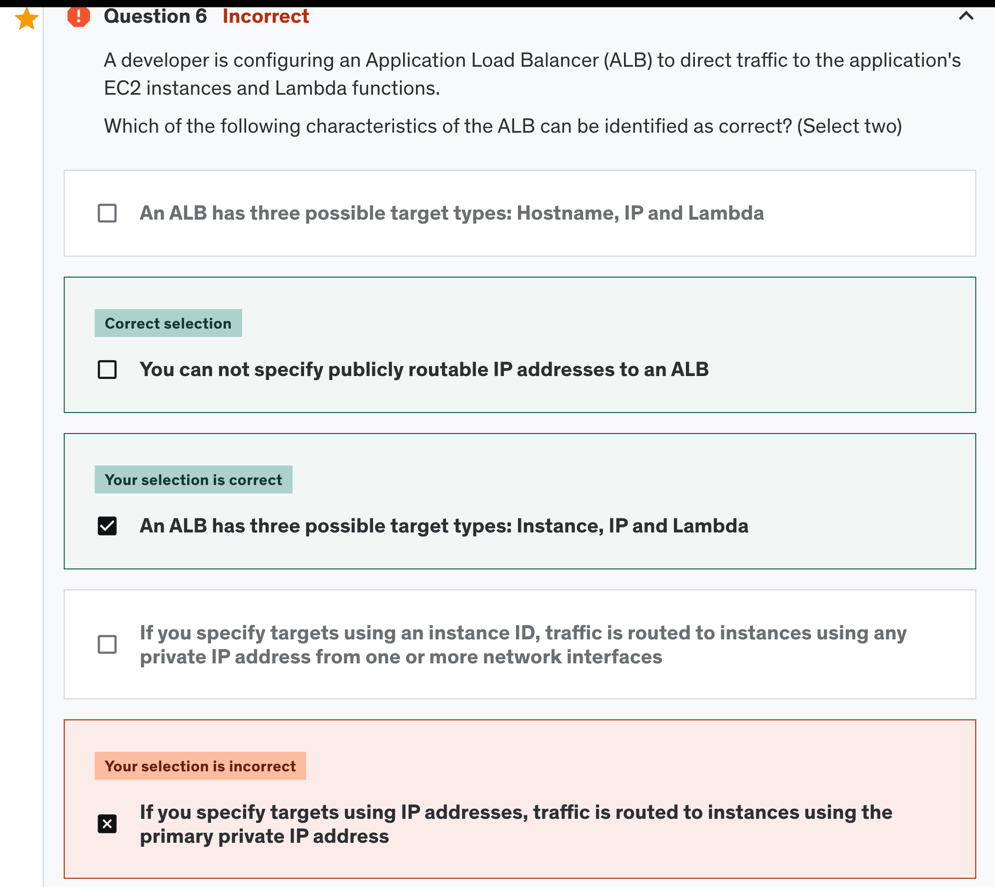 Question 6 Incorrect
A developer is configuring an Application Load Balancer (ALB) to direct traffic to the application's
EC2 instances and Lambda functions.
Which of the following characteristics of the ALB can be identified as correct? (Select two)
An ALB has three possible target types: Hostname, IP and Lambda
Correct selection
You can not specify publicly routable IP addresses to an ALB
Your selection is correct
An ALB has three possible target types: Instance, IP and Lambda
If you specify targets using an instance ID, traffic is routed to instances using any
private IP address from one or more network interfaces
Your selection is incorrect
If you specify targets using IP addresses, traffic is routed to instances using the
primary private IP address